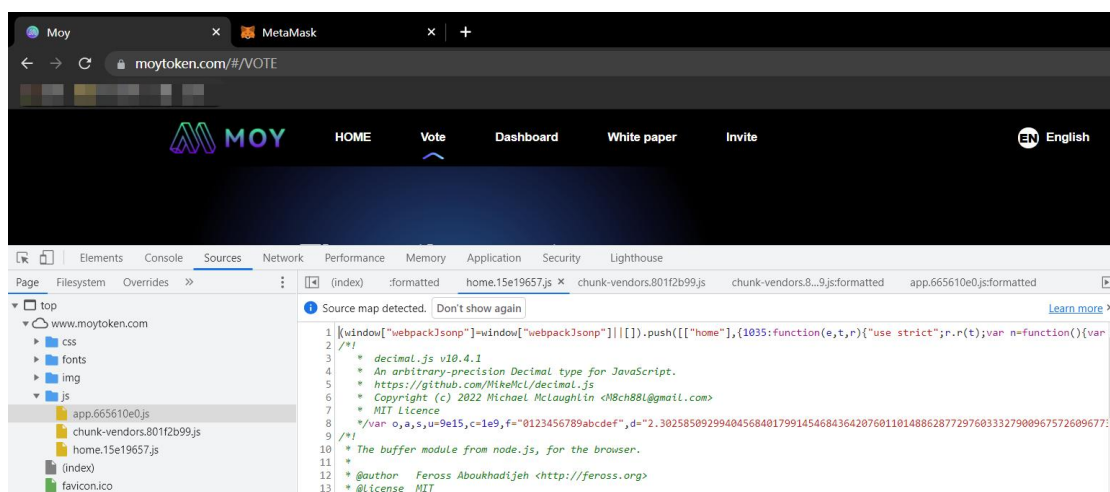 Moy × MetaMask × +
moytoken.com/#/VOTE
MOY HOME Vote Dashboard White paper Invite EN English
Elements Console Sources Network Performance Memory Application Security Lighthouse
Page Filesystem Overrides » (index) :formatted home.15e19657.js × chunk-vendors.801f2b99.js chunk-vendors.8...9.js:formatted app.665610e0.js:formatted
top
Source map detected. Don't show again Learn more
www.moytoken.com
css
fonts
img
js
app.665610e0.js
chunk-vendors.801f2b99.js
home.15e19657.js
(index)
favicon.ico
1 (window["webpackJsonp"]=window["webpackJsonp"]||[]).push([["home"],{1035:function(e,t,r){"use strict";r.r(t);var n=function(){var
2 /*!
3 * decimal.js v10.4.1
4 * An arbitrary-precision Decimal type for JavaScript.
5 * https://github.com/MikeMcl/decimal.js
6 * Copyright (c) 2022 Michael Mclaughlin <M8ch88l@gmail.com>
7 * MIT Licence
8 */var o,a,s,u=9e15,c=1e9,f="0123456789abcdef",d="2.302585092994045684017991454684364207601101488628772976033327900967572609677
9 /*!
10 * The buffer module from node.js, for the browser.
11 *
12 * @author Feross Aboukhadijeh <http://feross.org>
13 * @license MIT